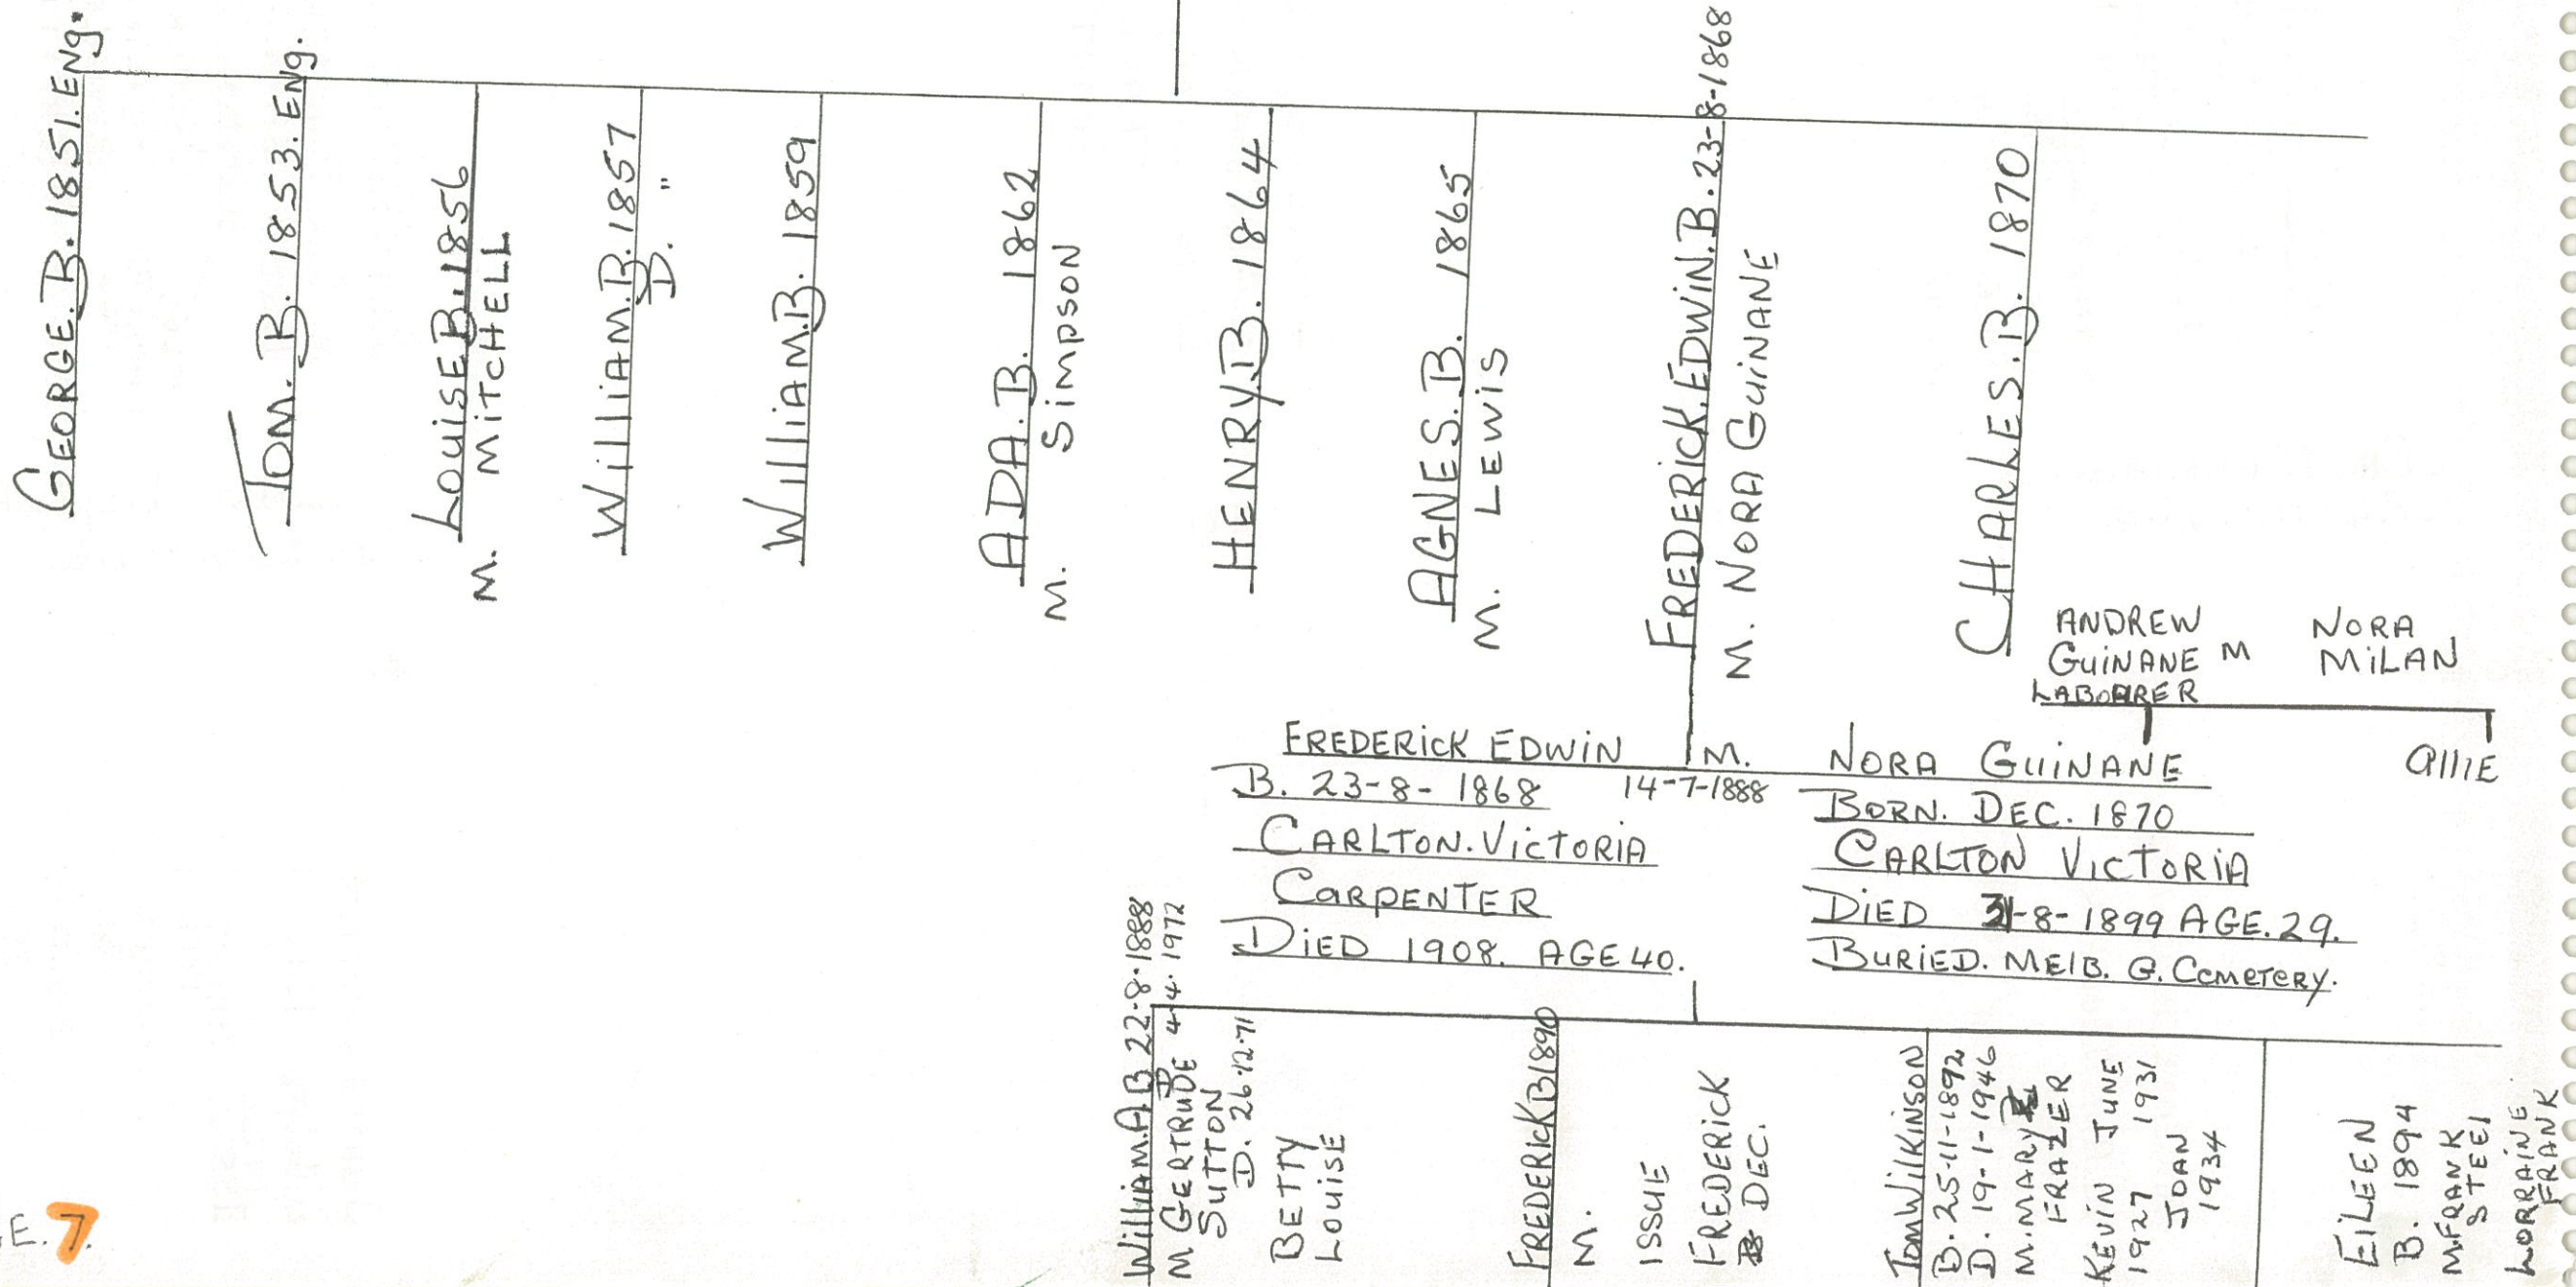 GEORGE. B. 1851. ENG.
TOM. B. 1853. ENG.
LOUISE B. 1856
M. MITCHELL
WILLIAM. B. 1857
D. "
WILLIAM. B. 1859
ADA. B. 1862
M. SIMPSON
HENRY. B. 1864
AGNES. B. 1865
M. LEWIS
FREDERICK. EDWIN. B. 23-8-1868
M. NORA GUINANE
CHARLES. B. 1870
ANDREW
GUINANE M
NORA
MILAN
FREDERICK EDWIN M. NORA GUINANE
ALLIE
B. 23-8-1868
14-7-1888
BORN. DEC. 1870
CARLTON. VICTORIA
CARLTON VICTORIA
CARPENTER
DIED 31-8-1899 AGE. 29.
DIED 1908. AGE 40.
BURIED. MELB. G. CEMETERY.
WILLIAM. A B 22-8-1888
M GERTRUDE D 4-4-1972
SUTTON
D. 26-12-71
BETTY
LOUISE
FREDERICK B 1890
M.
ISSUE
FREDERICK
DEC.
TOM WILKINSON
B. 25-11-1892
D. 19-1-1946
M. MARY
FRAZER
KEVIN JUNE
1927 1931
JOAN
1934
EILEEN
B. 1894
M. FRANK
STEEL
LORRAINE
FRANK
E. 7.